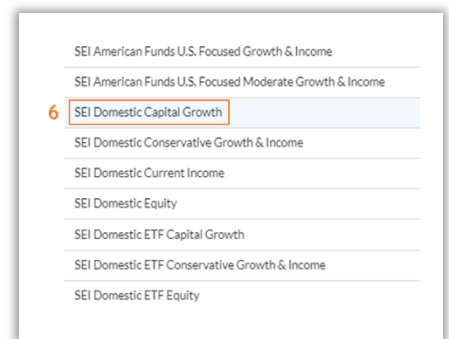 SEI American Funds U.S. Focused Growth & Income
SEI American Funds U.S. Focused Moderate Growth & Income
6 SEI Domestic Capital Growth
SEI Domestic Conservative Growth & Income
SEI Domestic Current Income
SEI Domestic Equity
SEI Domestic ETF Capital Growth
SEI Domestic ETF Conservative Growth & Income
SEI Domestic ETF Equity